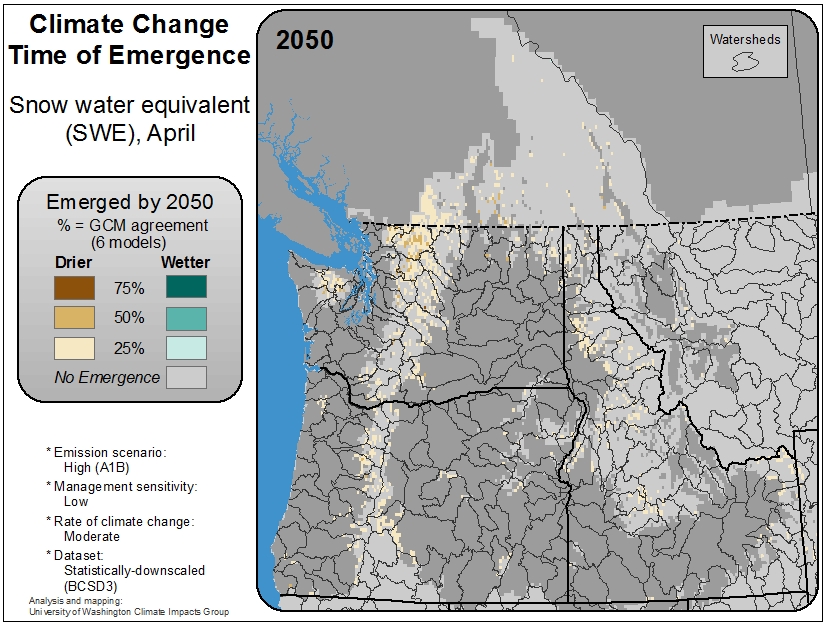 Climate Change
Time of Emergence
Snow water equivalent
(SWE), April
Emerged by 2050
% = GCM agreement
(6 models)
Drier Wetter
75%
50%
25%
No Emergence
* Emission scenario:
High (A1B)
* Management sensitivity:
Low
* Rate of climate change:
Moderate
* Dataset:
Statistically-downscaled
(BCSD3)
Analysis and mapping:
University of Washington Climate Impacts Group
2050
Watersheds